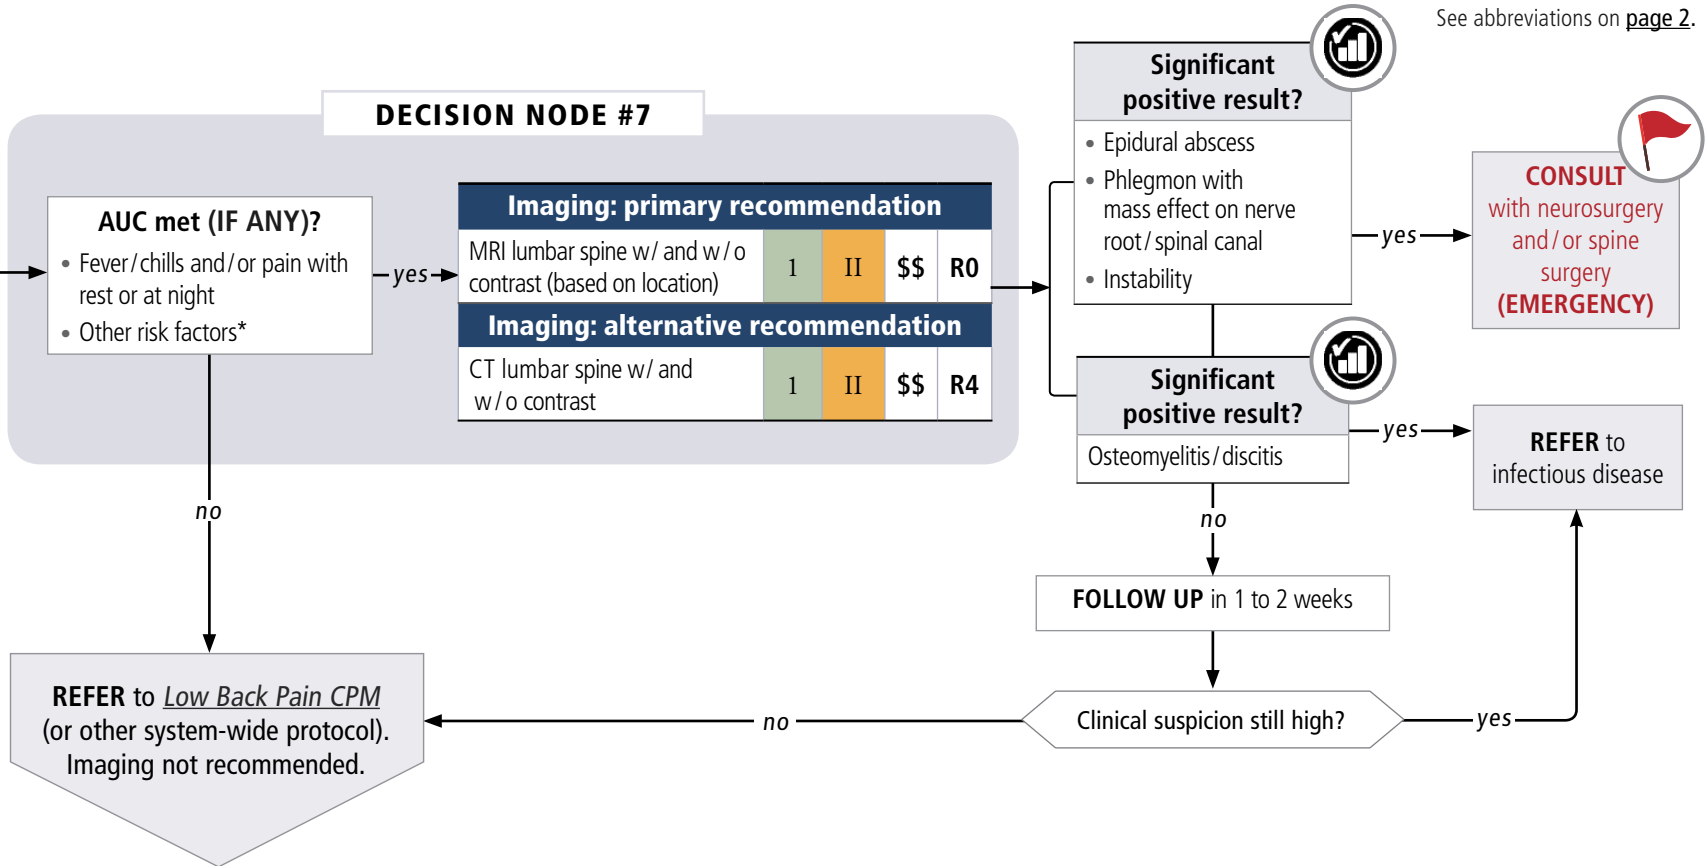 See abbreviations on page 2.
DECISION NODE #7
AUC met (IF ANY)?
• Fever/chills and/or pain with
rest or at night
• Other risk factors*
yes
Imaging: primary recommendation
MRI lumbar spine w/ and w/o
contrast (based on location)
1 II $$ R0
Imaging: alternative recommendation
CT lumbar spine w/ and
w/o contrast
1 II $$ R4
Significant
positive result?
• Epidural abscess
• Phlegmon with
mass effect on nerve
root/spinal canal
• Instability
yes
CONSULT
with neurosurgery
and/or spine
surgery
(EMERGENCY)
Significant
positive result?
Osteomyelitis/discitis
yes
REFER to
infectious disease
no
no
FOLLOW UP in 1 to 2 weeks
Clinical suspicion still high?
yes
no
REFER to Low Back Pain CPM
(or other system-wide protocol).
Imaging not recommended.